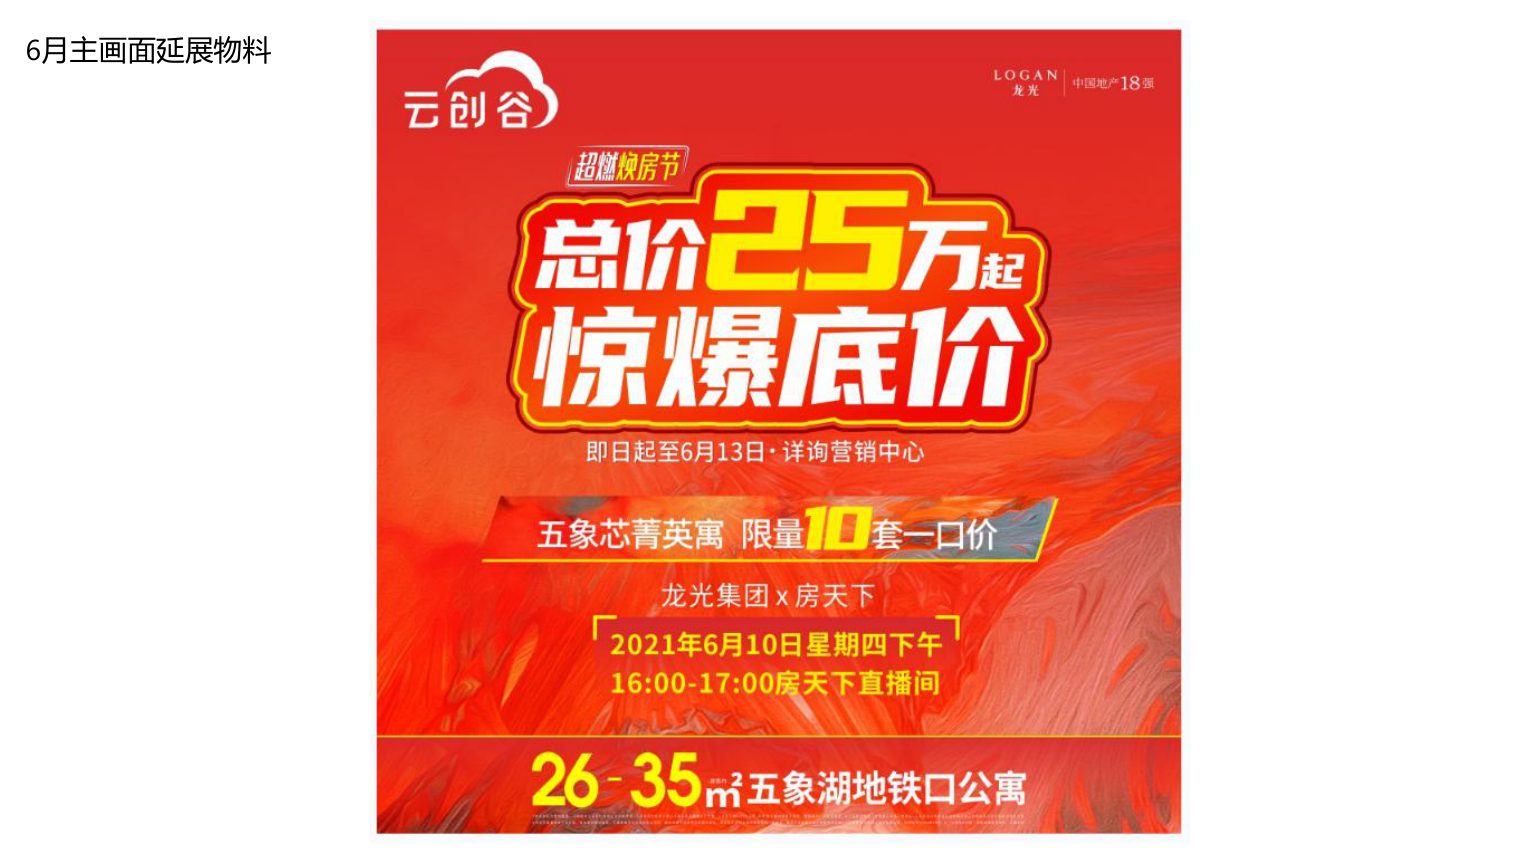 6月主画面延展物料
云创谷
LOGAN
龙光
中国地产18强
超燃焕房节
总价25万起
惊爆底价
即日起至6月13日·详询营销中心
五象芯菁英寓 限量10套一口价
龙光集团 x 房天下
2021年6月10日星期四下午
16:00-17:00房天下直播间
26-35㎡五象湖地铁口公寓